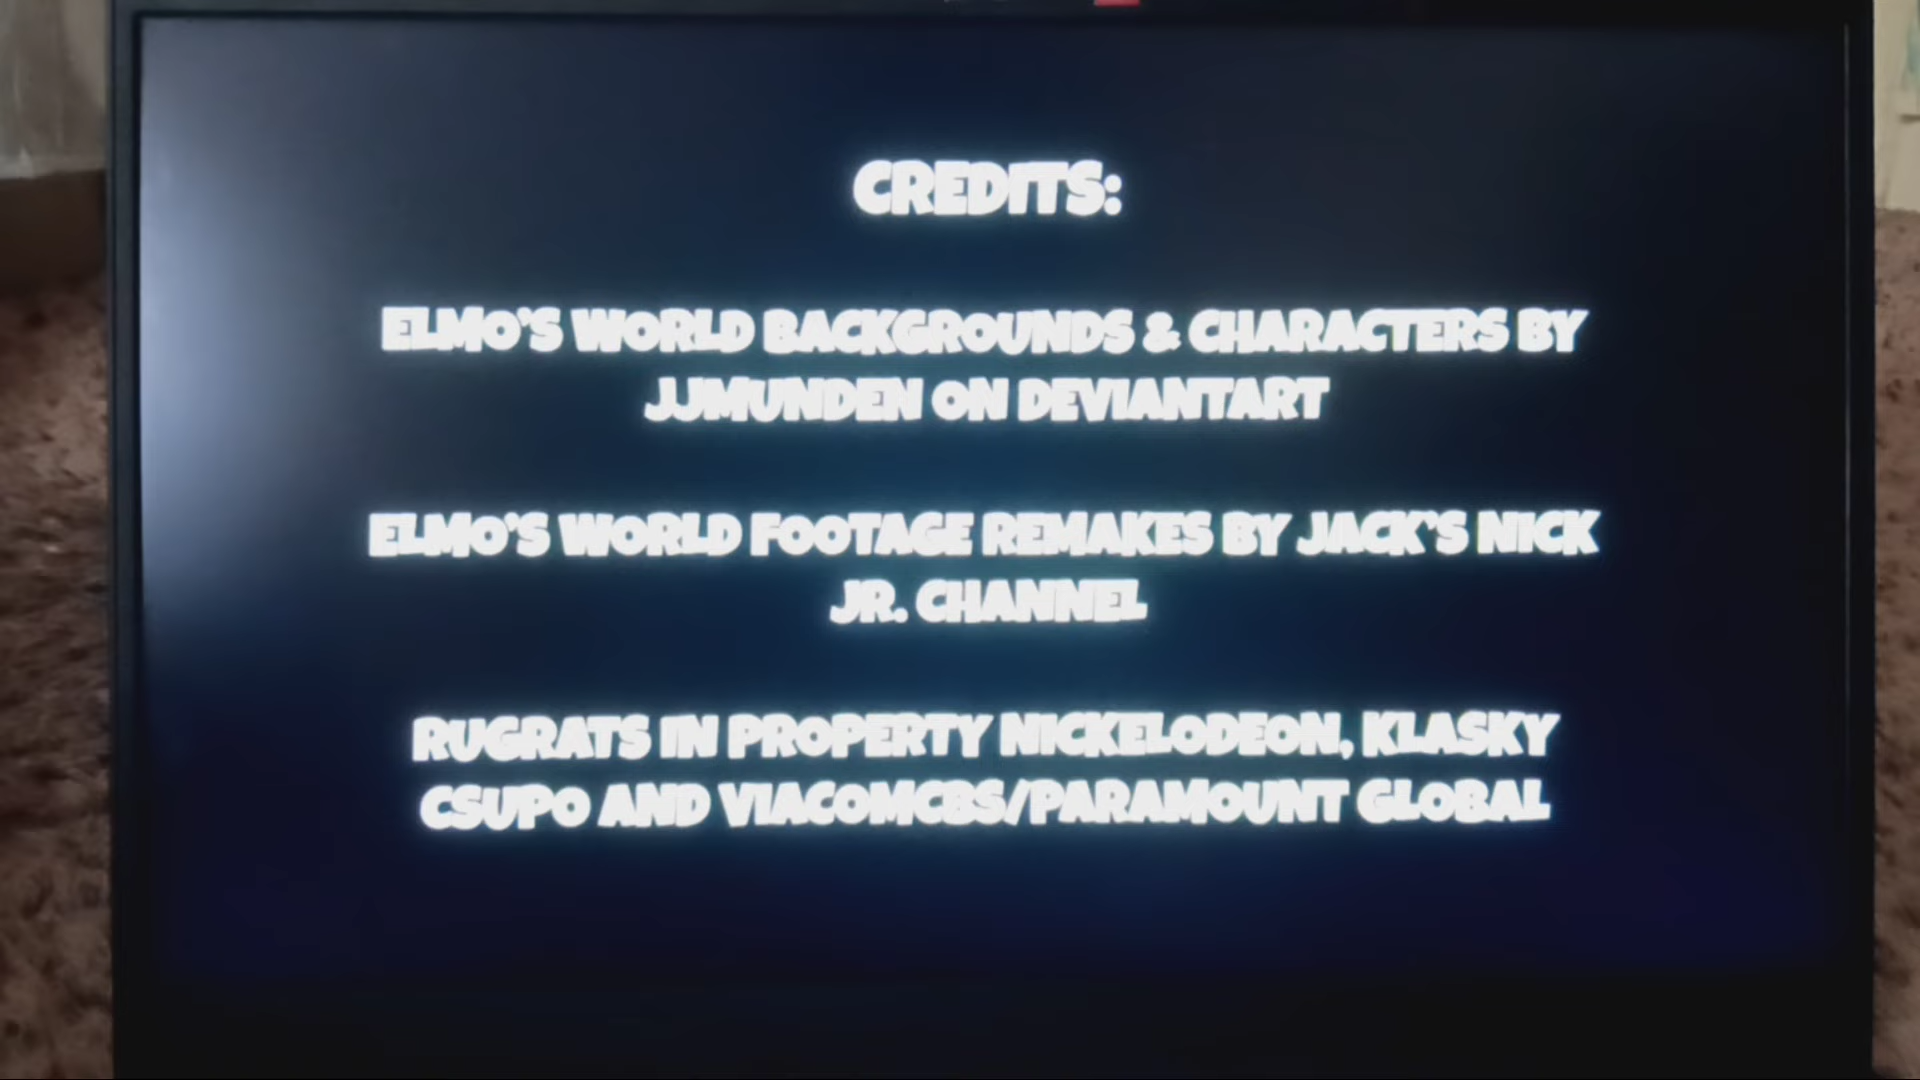 CREDITS:
ELMO'S WORLD BACKGROUNDS & CHARACTERS BY
JJMUNDEN ON DEVIANTART
ELMO'S WORLD FOOTAGE REMAKES BY JACK'S NICK
JR. CHANNEL
RUGRATS IN PROPERTY NICKELODEON, KLASKY
CSUPO AND VIACOMCBS/PARAMOUNT GLOBAL